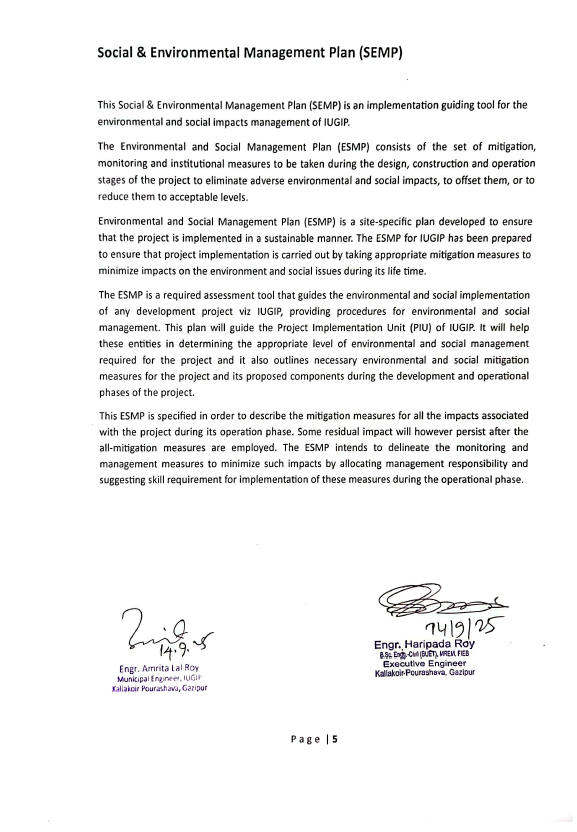 Social & Environmental Management Plan (SEMP)
This Social & Environmental Management Plan (SEMP) is an implementation guiding tool for the
environmental and social impacts management of IUGIP.
The Environmental and Social Management Plan (ESMP) consists of the set of mitigation,
monitoring and institutional measures to be taken during the design, construction and operation
stages of the project to eliminate adverse environmental and social impacts, to offset them, or to
reduce them to acceptable levels.
Environmental and Social Management Plan (ESMP) is a site-specific plan developed to ensure
that the project is implemented in a sustainable manner. The ESMP for IUGIP has been prepared
to ensure that project implementation is carried out by taking appropriate mitigation measures to
minimize impacts on the environment and social issues during its life time.
The ESMP is a required assessment tool that guides the environmental and social implementation
of any development project viz IUGIP, providing procedures for environmental and social
management. This plan will guide the Project Implementation Unit (PIU) of IUGIP. It will help
these entities in determining the appropriate level of environmental and social management
required for the project and it also outlines necessary environmental and social mitigation
measures for the project and its proposed components during the development and operational
phases of the project.
This ESMP is specified in order to describe the mitigation measures for all the impacts associated
with the project during its operation phase. Some residual impact will however persist after the
all-mitigation measures are employed. The ESMP intends to delineate the monitoring and
management measures to minimize such impacts by allocating management responsibility and
suggesting skill requirement for implementation of these measures during the operational phase.
14.9.25
Engr. Amrita Lal Roy
Municipal Engineer, IUGIP
Kaliakoir Pourashava, Gazipur
14/9/25
Engr. Haripada Roy
B.Sc. Engg.-Civil (BUET), MREM, FIEB
Executive Engineer
Kaliakoir-Pourashava, Gazipur
Page | 5